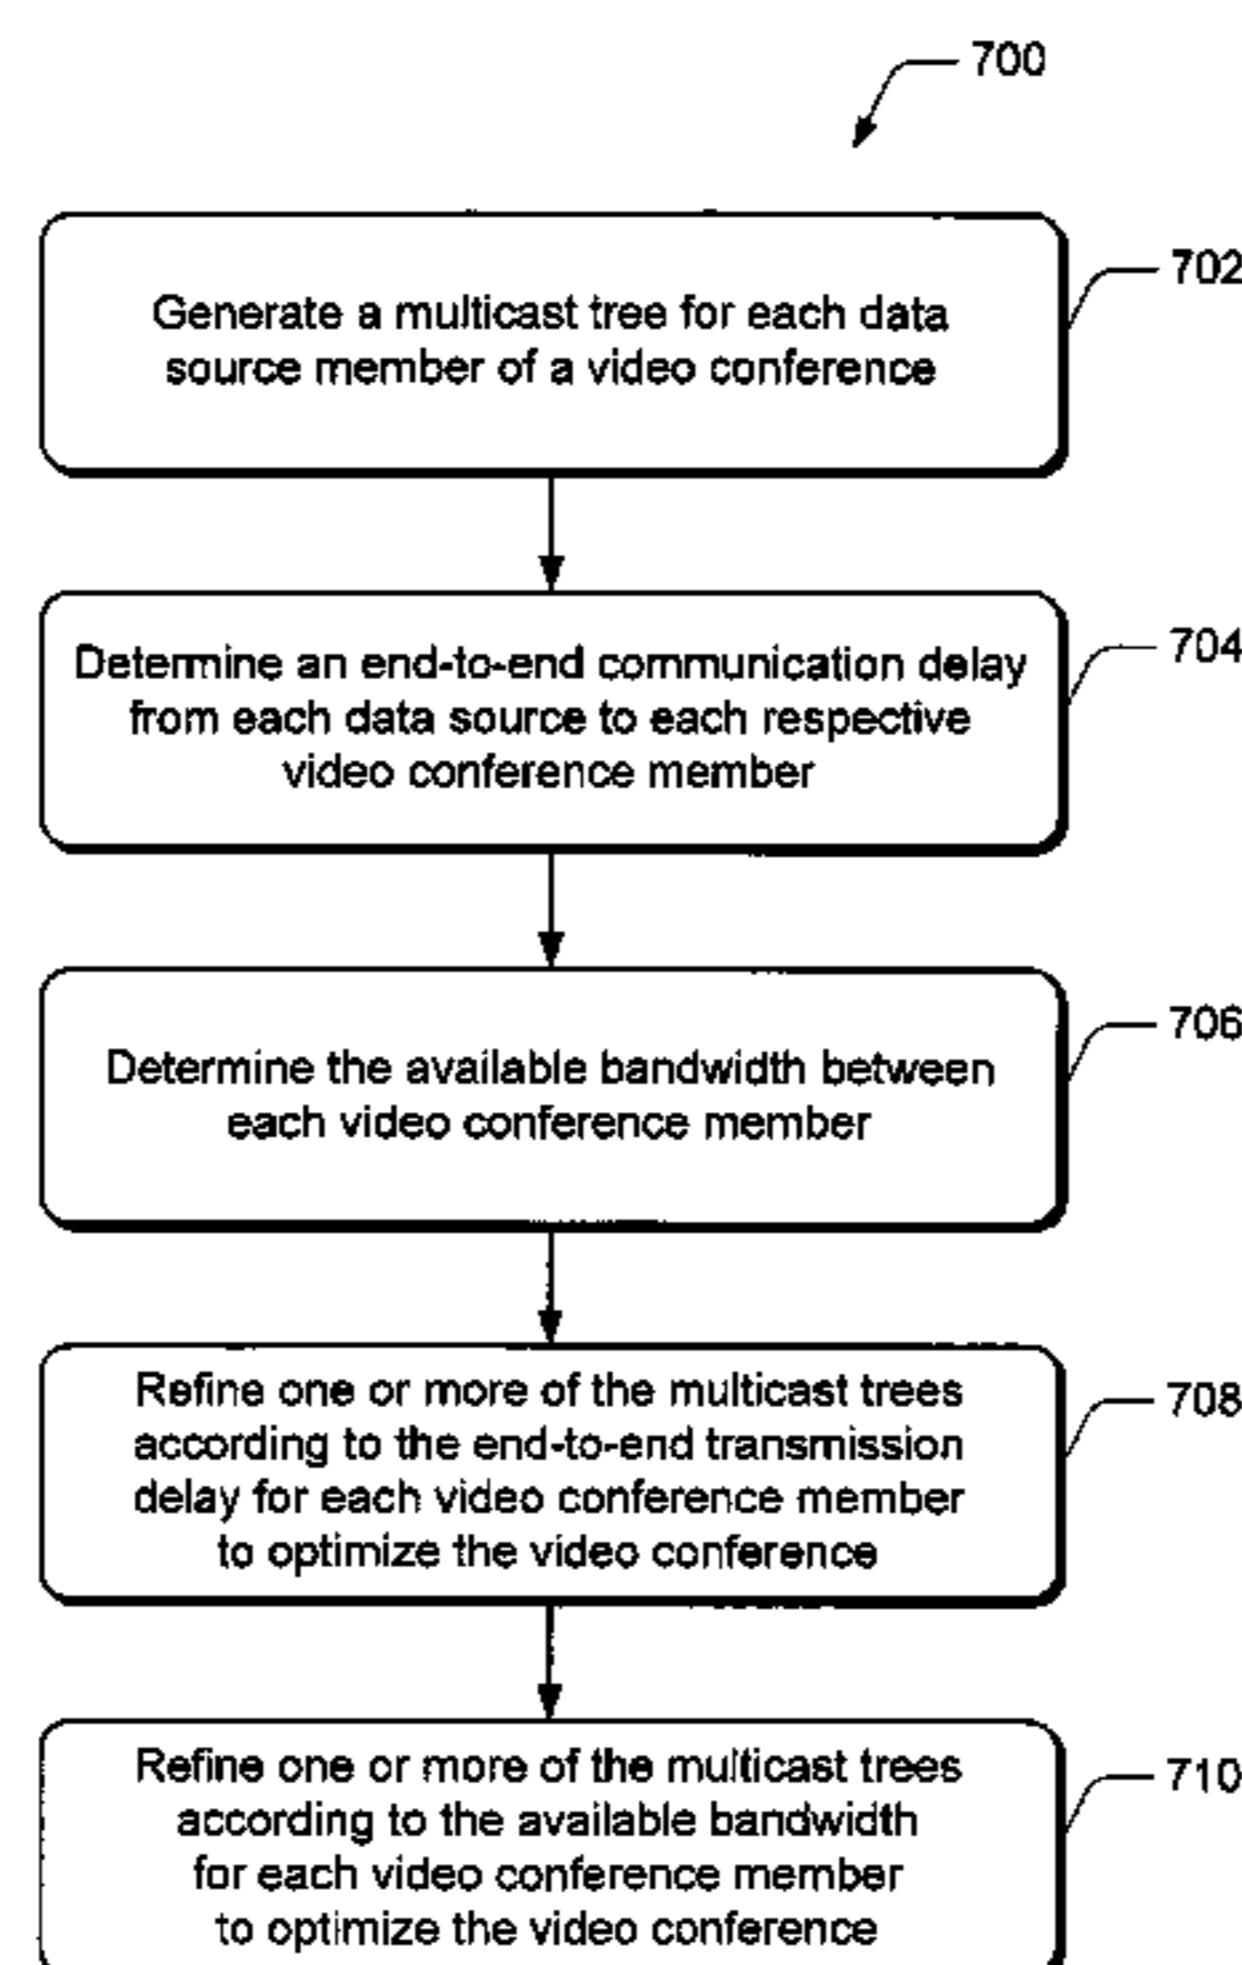 700
Generate a multicast tree for each data
source member of a video conference
702
Determine an end-to-end communication delay
from each data source to each respective
video conference member
704
Determine the available bandwidth between
each video conference member
706
Refine one or more of the multicast trees
according to the end-to-end transmission
delay for each video conference member
to optimize the video conference
708
Refine one or more of the multicast trees
according to the available bandwidth
for each video conference member
to optimize the video conference
710